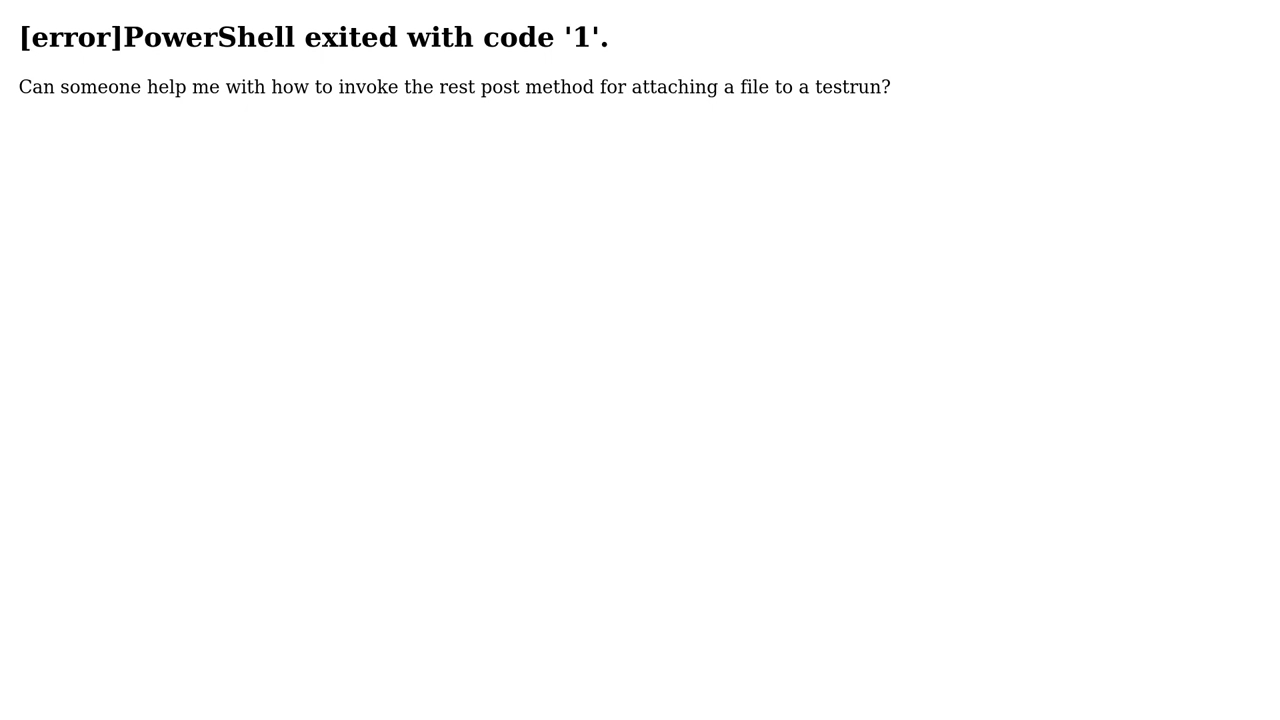 [error]PowerShell exited with code '1'.
Can someone help me with how to invoke the rest post method for attaching a file to a testrun?